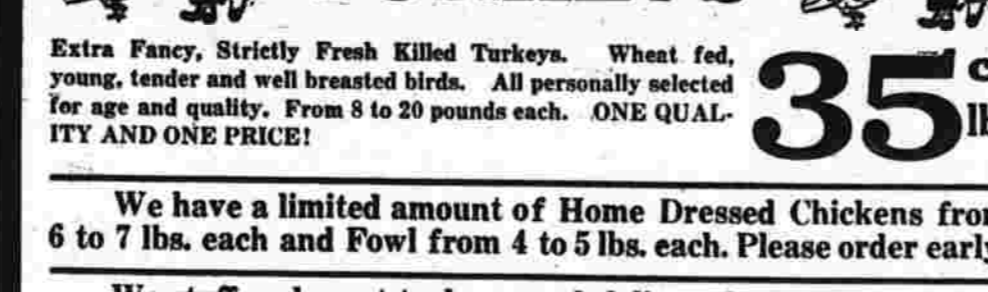 Extra Fancy, Strictly Fresh Killed Turkeys. Wheat fed,
young, tender and well breasted birds. All personally selected
for age and quality. From 8 to 20 pounds each. ONE QUAL-
ITY AND ONE PRICE!
35
We have a limited amount of Home Dressed Chickens
6 to 7 lbs. each and Fowl from 4 to 5 lbs. each. Please order early